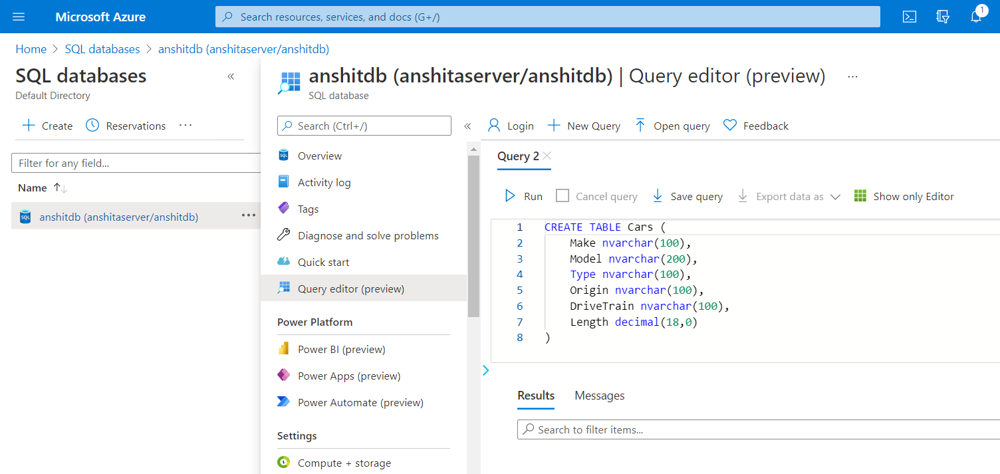 Microsoft Azure
Search resources, services, and docs (G+/)
1
Home > SQL databases > anshitdb (anshitaserver/anshitdb)
SQL databases
Default Directory
+ Create
Reservations
...
Filter for any field...
Name ↑↓
SQL anshitdb (anshitaserver/anshitdb) ...
anshitdb (anshitaserver/anshitdb) | Query editor (preview) ...
SQL database
Search (Ctrl+/)
SQL Overview
Activity log
Tags
Diagnose and solve problems
Quick start
Query editor (preview)
Power Platform
Power BI (preview)
Power Apps (preview)
Power Automate (preview)
Settings
Compute + storage
Login
+ New Query
Open query
Feedback
Query 2
Run
Cancel query
Save query
Export data as
Show only Editor
1 CREATE TABLE Cars (
2 Make nvarchar(100),
3 Model nvarchar(200),
4 Type nvarchar(100),
5 Origin nvarchar(100),
6 DriveTrain nvarchar(100),
7 Length decimal(18,0)
8 )
Results
Messages
Search to filter items...